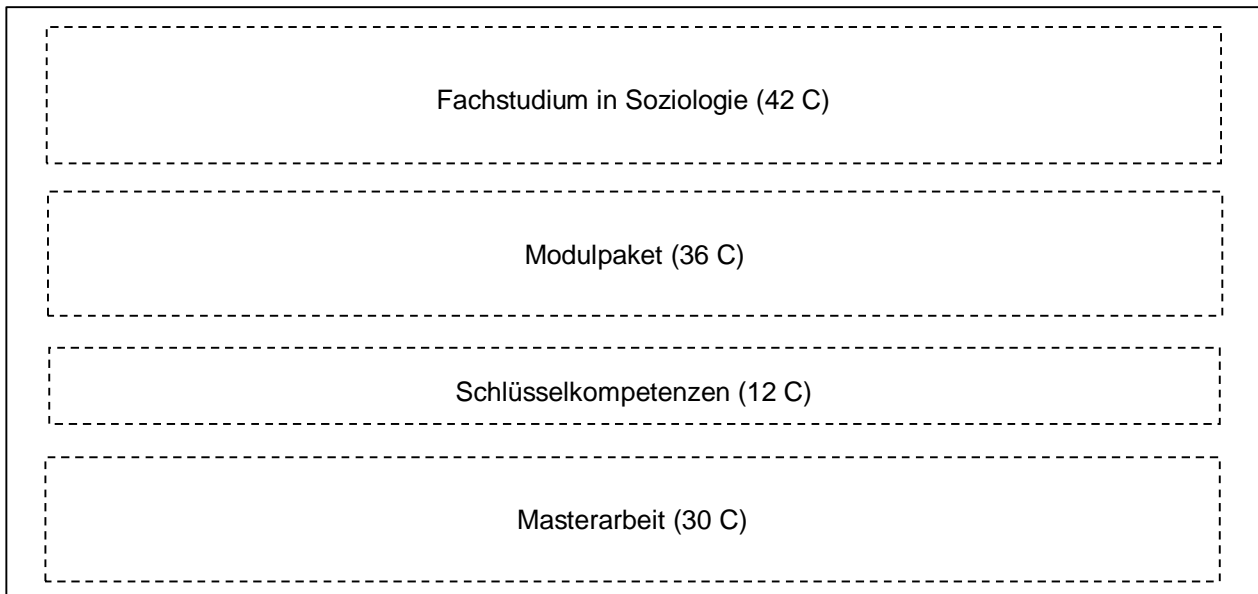 Fachstudium in Soziologie (42 C)
Modulpaket (36 C)
Schlüsselkompetenzen (12 C)
Masterarbeit (30 C)